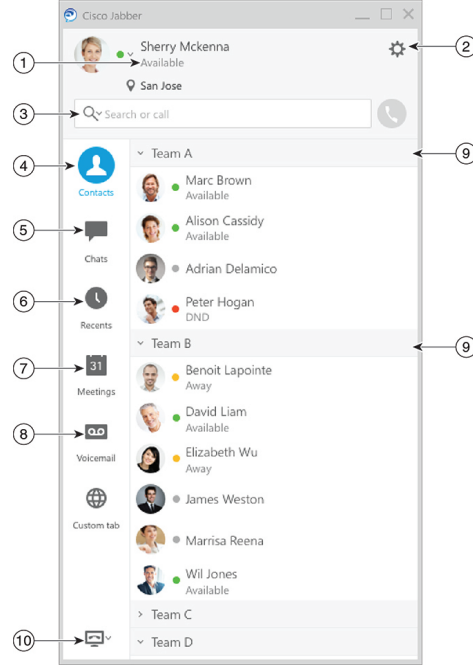 Cisco Jabber
Sherry Mckenna
2
1
Available
San Jose
3
Search or call
Team A
9
4
Contacts
Marc Brown
Available
Alison Cassidy
Available
5
Chats
Adrian Delamico
6
Recents
Peter Hogan
DND
Team B
9
7
31
Meetings
Benoit Lapointe
Away
David Liam
Available
8
Voicemail
Elizabeth Wu
Away
James Weston
Custom tab
Marrisa Reena
Wil Jones
Available
Team C
10
Team D